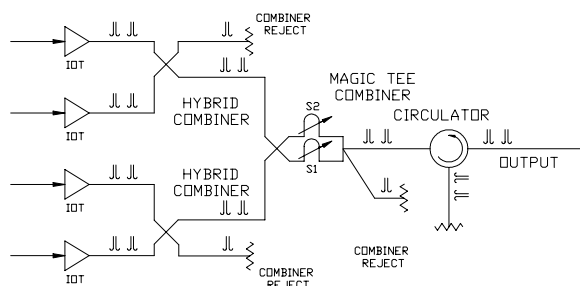 COMBINER
REJECT
IOT
HYBRID
COMBINER
IOT
MAGIC TEE
COMBINER
S2
CIRCULATOR
S1
OUTPUT
HYBRID
COMBINER
IOT
IOT
COMBINER
REJECT
COMBINER
REJECT